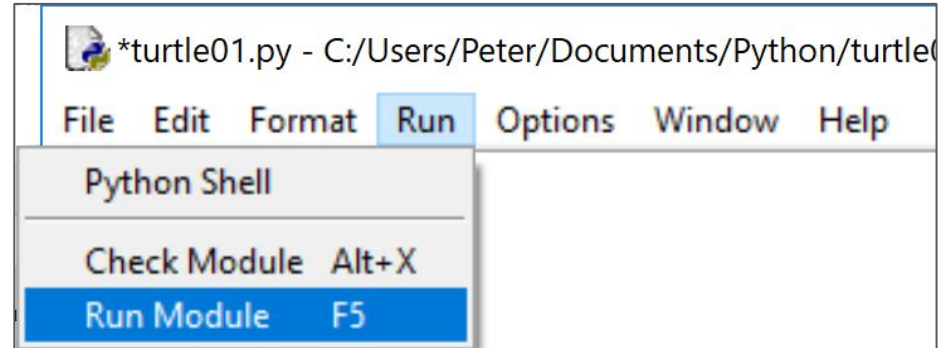 *turtle01.py - C:/Users/Peter/Documents/Python/turtle
File Edit Format Run Options Window Help
Python Shell
Check Module Alt+X
Run Module F5